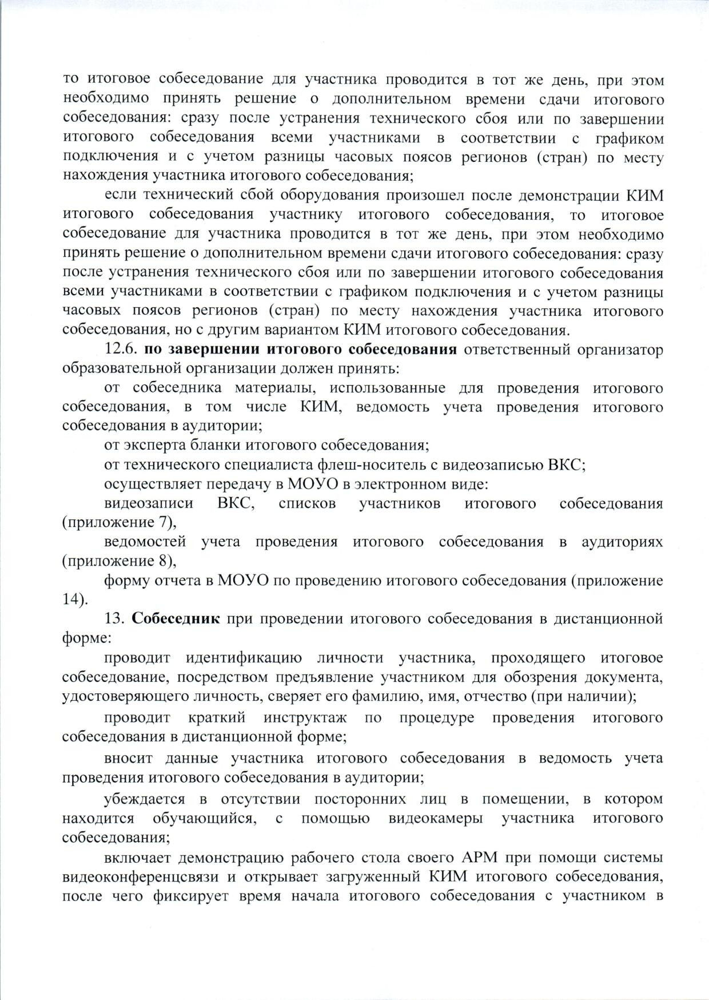 то итоговое собеседование для участника проводится в тот же день, при этом
необходимо принять решение о дополнительном времени сдачи итогового
собеседования: сразу после устранения технического сбоя или по завершении
итогового собеседования всеми участниками в соответствии с графиком
подключения и с учетом разницы часовых поясов регионов (стран) по месту
нахождения участника итогового собеседования;
если технический сбой оборудования произошел после демонстрации КИМ
итогового собеседования участнику итогового собеседования, то итоговое
собеседование для участника проводится в тот же день, при этом необходимо
принять решение о дополнительном времени сдачи итогового собеседования: сразу
после устранения технического сбоя или по завершении итогового собеседования
всеми участниками в соответствии с графиком подключения и с учетом разницы
часовых поясов регионов (стран) по месту нахождения участника итогового
собеседования, но с другим вариантом КИМ итогового собеседования.
12.6. по завершении итогового собеседования ответственный организатор
образовательной организации должен принять:
от собеседника материалы, использованные для проведения итогового
собеседования, в том числе КИМ, ведомость учета проведения итогового
собеседования в аудитории;
от эксперта бланки итогового собеседования;
от технического специалиста флеш-носитель с видеозаписью ВКС;
осуществляет передачу в МОУО в электронном виде:
видеозаписи ВКС, списков участников итогового собеседования
(приложение 7),
ведомостей учета проведения итогового собеседования в аудиториях
(приложение 8),
форму отчета в МОУО по проведению итогового собеседования (приложение
14).
13. Собеседник при проведении итогового собеседования в дистанционной
форме:
проводит идентификацию личности участника, проходящего итоговое
собеседование, посредством предъявление участником для обозрения документа,
удостоверяющего личность, сверяет его фамилию, имя, отчество (при наличии);
проводит краткий инструктаж по процедуре проведения итогового
собеседования в дистанционной форме;
вносит данные участника итогового собеседования в ведомость учета
проведения итогового собеседования в аудитории;
убеждается в отсутствии посторонних лиц в помещении, в котором
находится обучающийся, с помощью видеокамеры участника итогового
собеседования;
включает демонстрацию рабочего стола своего АРМ при помощи системы
видеоконференцсвязи и открывает загруженный КИМ итогового собеседования,
после чего фиксирует время начала итогового собеседования с участником в